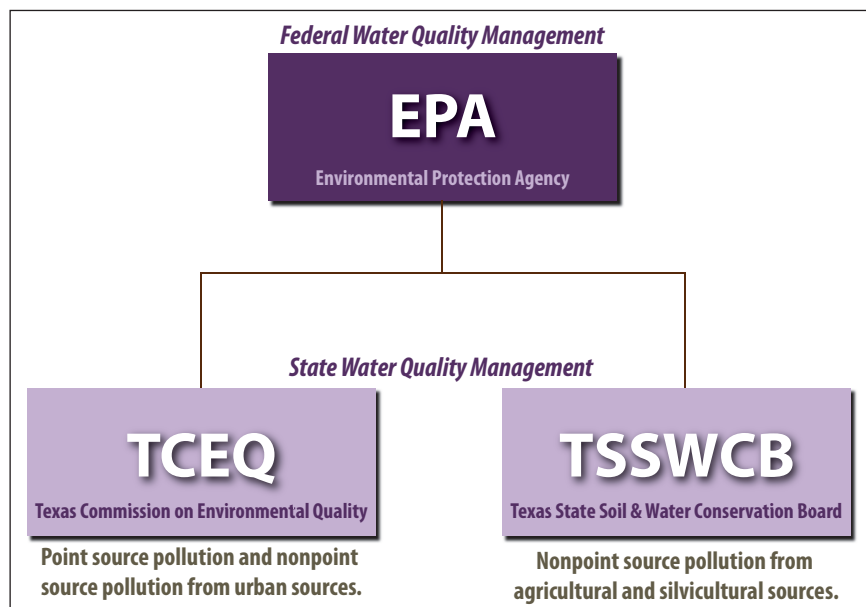 Federal Water Quality Management
EPA
Environmental Protection Agency
State Water Quality Management
TCEQ
Texas Commission on Environmental Quality
Point source pollution and nonpoint
source pollution from urban sources.
TSSWCB
Texas State Soil & Water Conservation Board
Nonpoint source pollution from
agricultural and silvicultural sources.